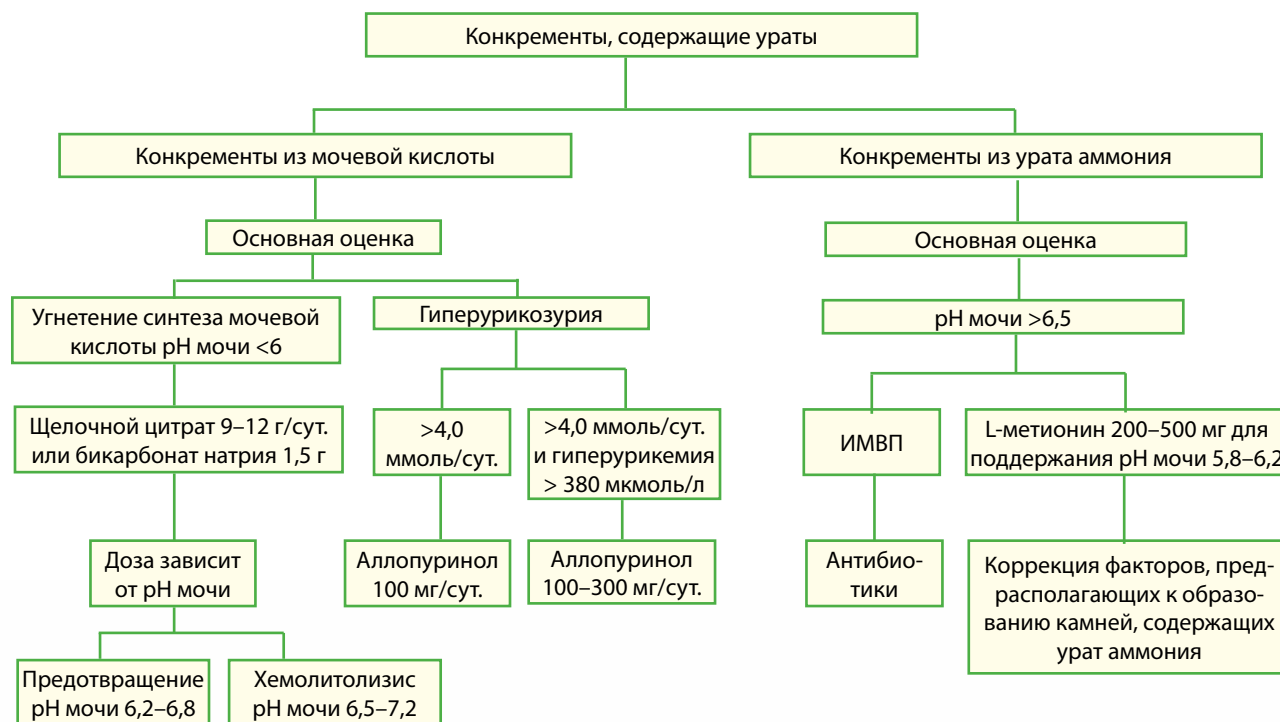 Конкременты, содержащие ураты
Конкременты из мочевой кислоты
Конкременты из урата аммония
Основная оценка
Основная оценка
Угнетение синтеза мочевой
кислоты pH мочи <6
Гиперурикозурия
pH мочи >6,5
Щелочной цитрат 9–12 г/сут.
или бикарбонат натрия 1,5 г
>4,0
ммоль/сут.
>4,0 ммоль/сут.
и гиперурикемия
> 380 мкмоль/л
ИМВП
L-метионин 200–500 мг для
поддержания pH мочи 5,8–6,2
Доза зависит
от pH мочи
Аллопуринол
100 мг/сут.
Аллопуринол
100–300 мг/сут.
Антибио-
тики
Коррекция факторов, пред-
располагающих к образо-
ванию камней, содержащих
урат аммония
Предотвращение
pH мочи 6,2–6,8
Хемолитолизис
pH мочи 6,5–7,2